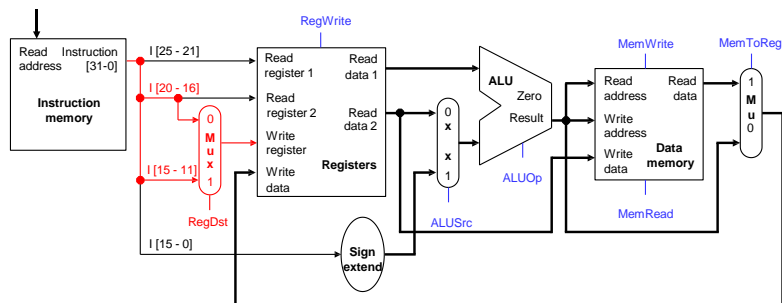 RegWrite
MemWrite
MemToReg
Read
address
Instruction
[31-0]
Instruction
memory
I [25 - 21]
I [20 - 16]
I [15 - 11]
I [15 - 0]
0
M
u
x
1
RegDst
Read
register 1
Read
register 2
Write
register
Write
data
Read
data 1
Read
data 2
Registers
Sign
extend
0
x
x
1
ALUSrc
ALU
Zero
Result
ALUOp
Read
address
Write
address
Write
data
Read
data
Data
memory
MemRead
1
M
u
0